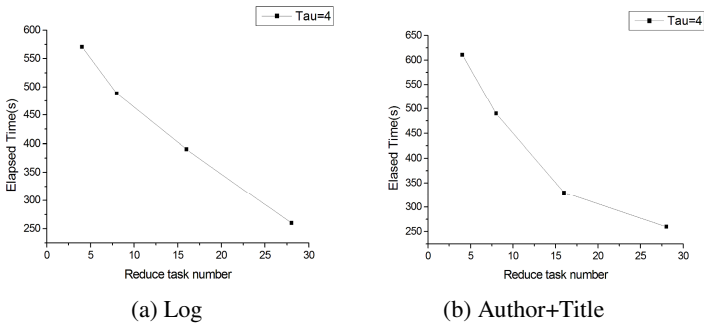 Tau=4
600
550
500
450
400
350
300
250
Elapsed Time(s)
0 5 10 15 20 25 30
Reduce task number
(a) Log
Tau=4
650
600
550
500
450
400
350
300
250
Elased Time(s)
0 5 10 15 20 25 30
Reduce task number
(b) Author+Title